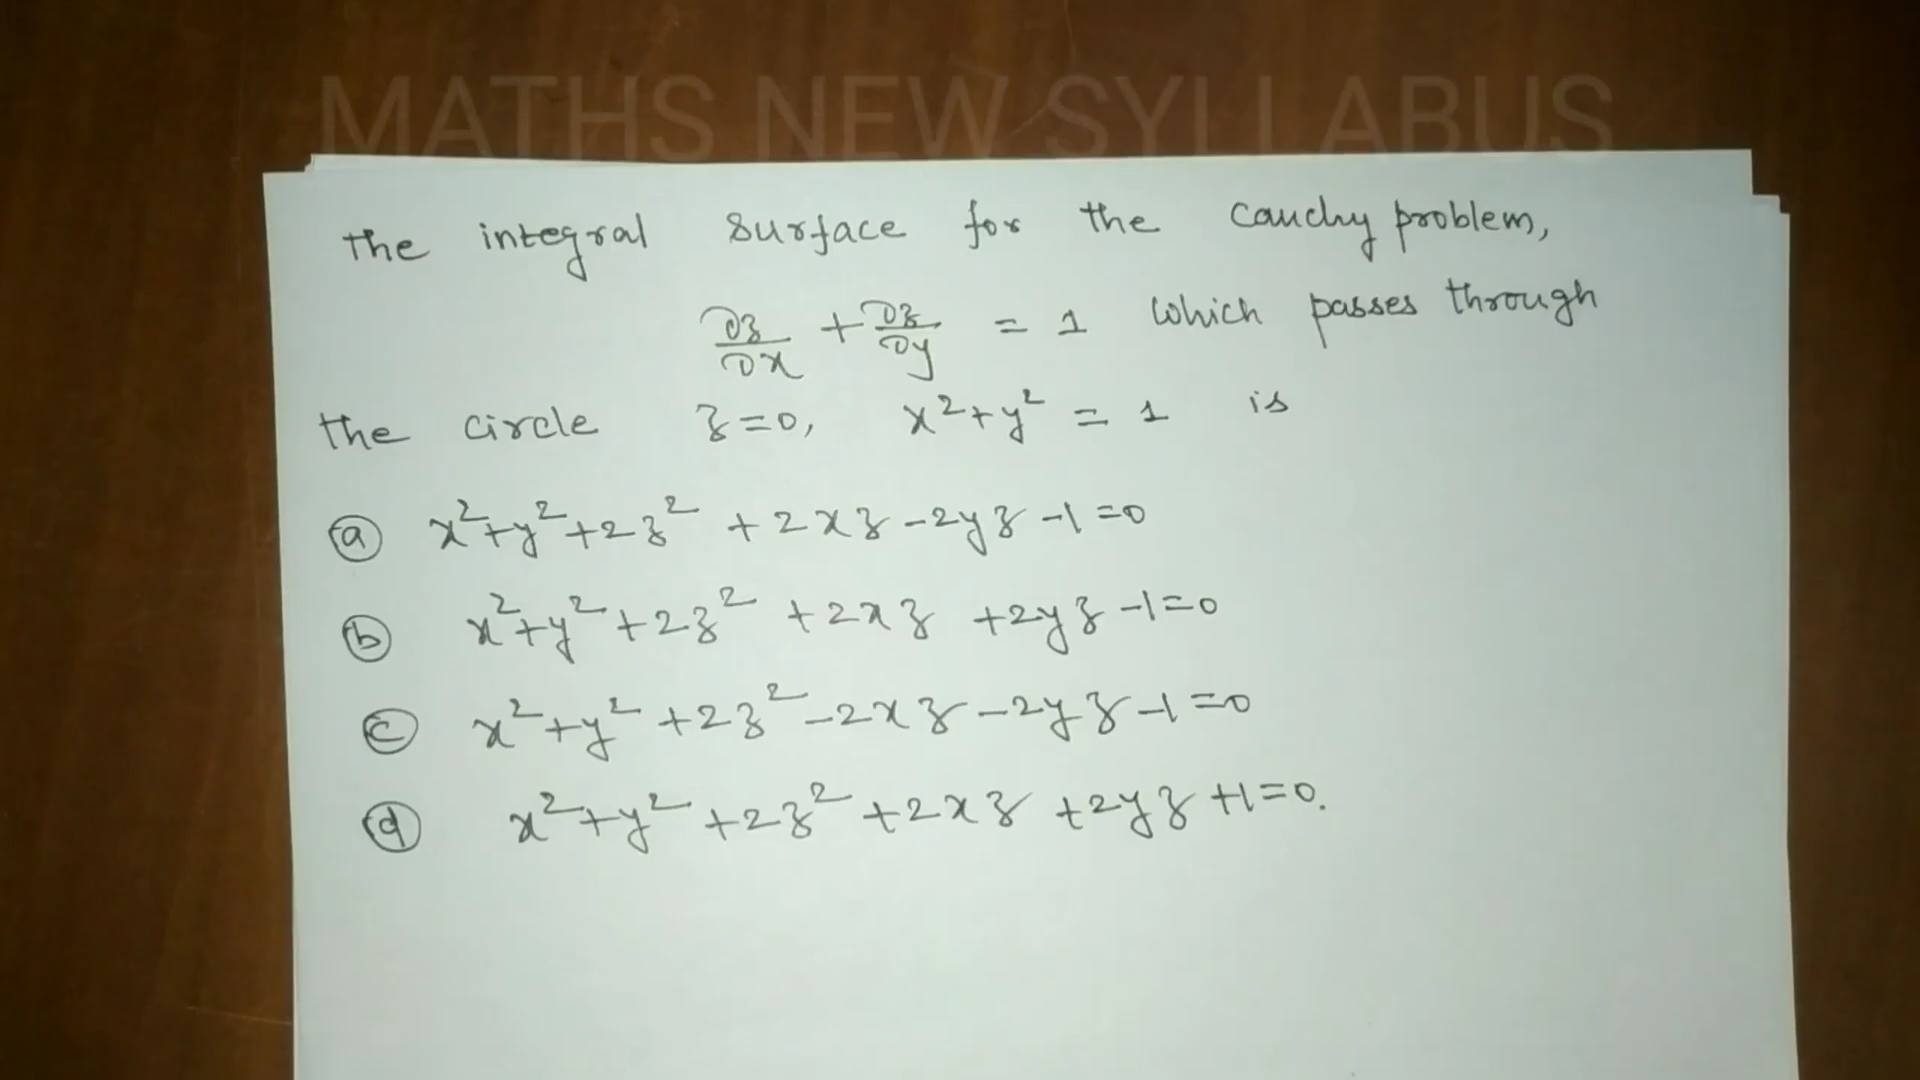 MATHS NEW SYLLABUS
The integral surface for the cauchy problem,
∂z/∂x + ∂z/∂y = 1 which passes through
the circle z=0, x²+y² = 1 is
ⓐ x²+y²+2z² + 2xz -2yz -1=0
ⓑ x²+y²+2z² +2xz +2yz -1=0
ⓒ x²+y²+2z²-2xz-2yz-1=0
ⓓ x²+y²+2z²+2xz+2yz+1=0.